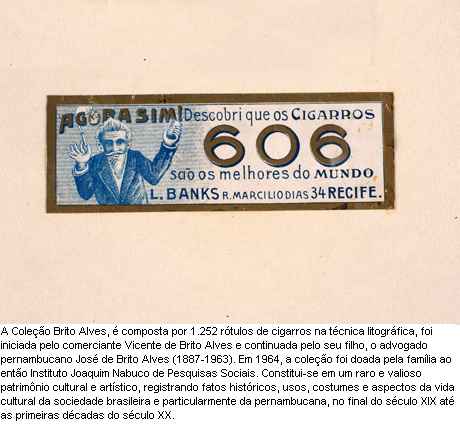 AGORA SIM! Descobri que os CIGARROS
606
são os melhores do MUNDO
L. BANKS R. MARCILIO DIAS 34 RECIFE.
A Coleção Brito Alves, é composta por 1.252 rótulos de cigarros na técnica litográfica, foi
iniciada pelo comerciante Vicente de Brito Alves e continuada pelo seu filho, o advogado
pernambucano José de Brito Alves (1887-1963). Em 1964, a coleção foi doada pela família ao
então Instituto Joaquim Nabuco de Pesquisas Sociais. Constitui-se em um raro e valioso
patrimônio cultural e artístico, registrando fatos históricos, usos, costumes e aspectos da vida
cultural da sociedade brasileira e particularmente da pernambucana, no final do século XIX até
as primeiras décadas do século XX.